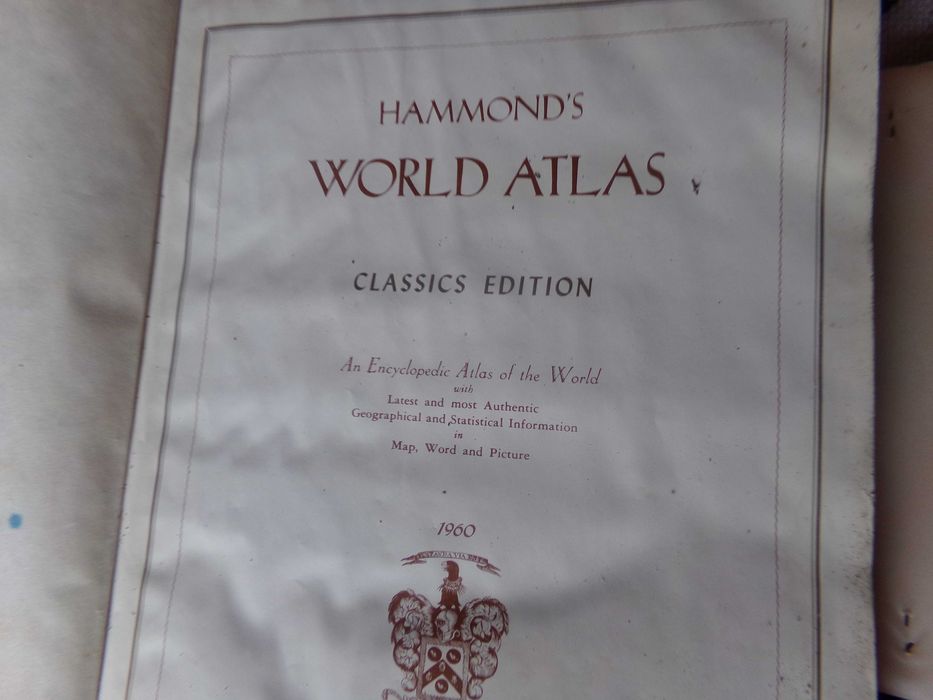 HAMMOND'S
WORLD ATLAS
CLASSICS EDITION
An Encyclopedic Atlas of the World
with
Latest and most Authentic
Geographical and Statistical Information
in
Map, Word and Picture
1960